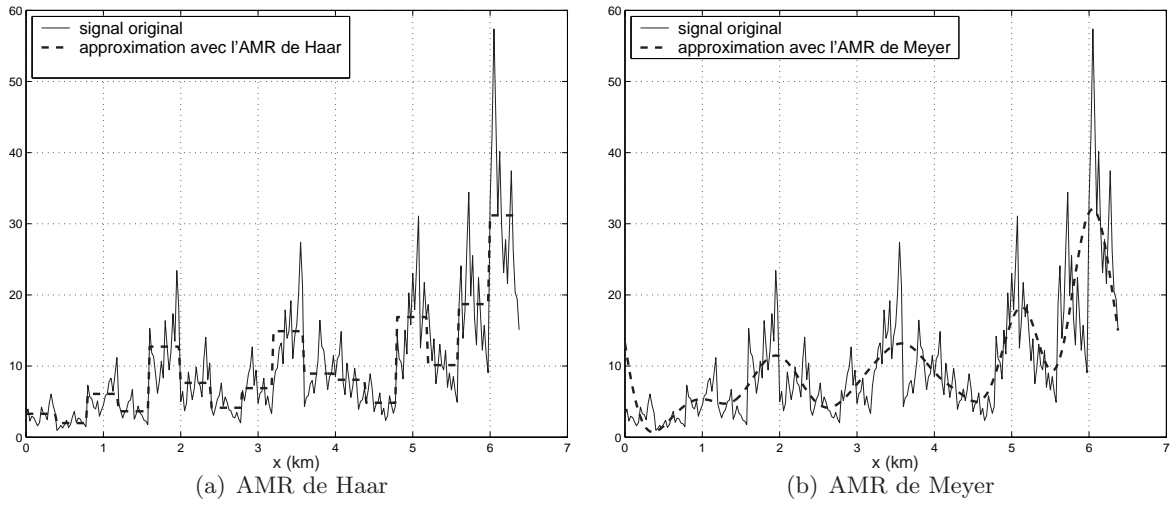 60
50
40
30
20
10
0
0 1 2 3 4 5 6 7
x (km)
signal original
approximation avec l'AMR de Haar
(a) AMR de Haar
60
50
40
30
20
10
0
0 1 2 3 4 5 6 7
x (km)
signal original
approximation avec l'AMR de Meyer
(b) AMR de Meyer